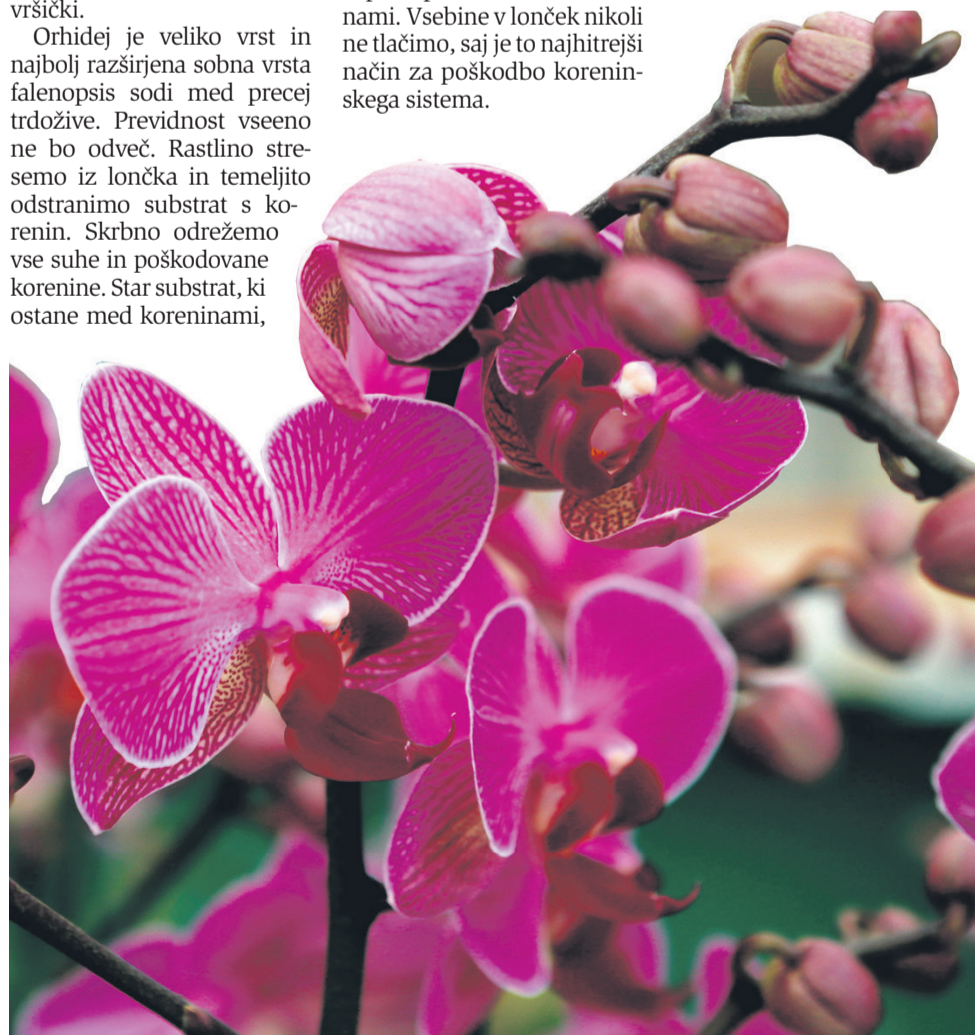 vršički.
Orhidej je veliko vrst in
najbolj razširjena sobna vrsta
falenopsis sodi med precej
trdožive. Previdnost vseeno
ne bo odveč. Rastlino stre-
semo iz lončka in temeljito
odstranimo substrat s ko-
renin. Skrbno odrežemo
vse suhe in poškodovane
korenine. Star substrat, ki
ostane med koreninami,
nami. Vsebine v lonček nikoli
ne tlačimo, saj je to najhitrejši
način za poškodbo korenin-
skega sistema.